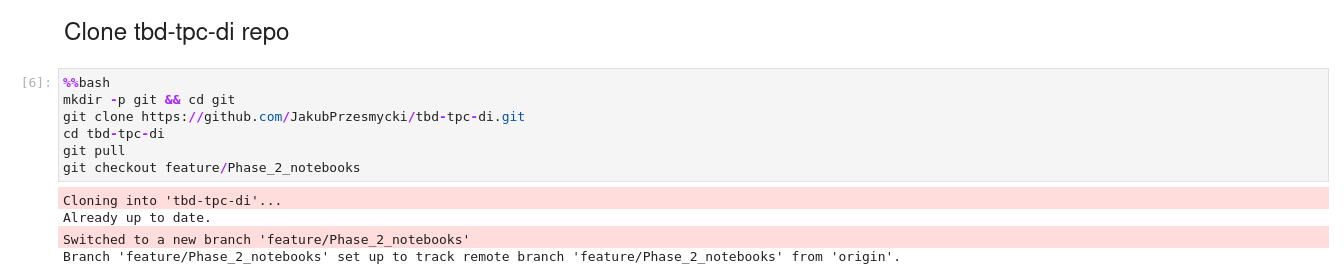 Clone tbd-tpc-di repo
[6]:
%%bash
mkdir -p git && cd git
git clone https://github.com/JakubPrzesmycki/tbd-tpc-di.git
cd tbd-tpc-di
git pull
git checkout feature/Phase_2_notebooks
Cloning into 'tbd-tpc-di'...
Already up to date.
Switched to a new branch 'feature/Phase_2_notebooks'
Branch 'feature/Phase_2_notebooks' set up to track remote branch 'feature/Phase_2_notebooks' from 'origin'.